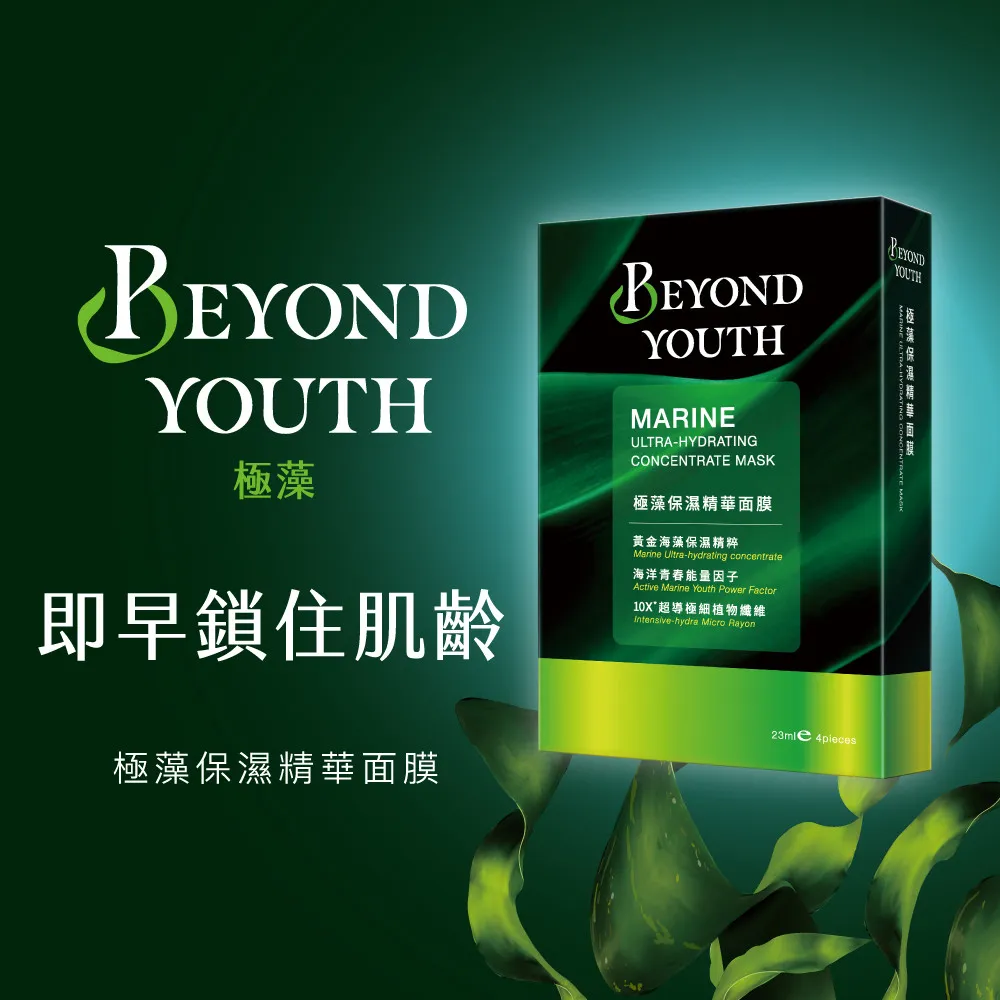 BEYOND
YOUTH
極藻
即早鎖住肌齡
極藻保濕精華面膜
BEYOND
YOUTH
MARINE
ULTRA-HYDRATING
CONCENTRATE MASK
極藻保濕精華面膜
黃金海藻保濕精粹
Marine Ultra-hydrating concentrate
海洋青春能量因子
Active Marine Youth Power Factor
10X*超導極細植物纖維
Intensive-hydra Micro Rayon
23ml℮ 4pieces
BEYOND
YOUTH
極藻保濕精華面膜
MARINE ULTRA-HYDRATING CONCENTRATE MASK